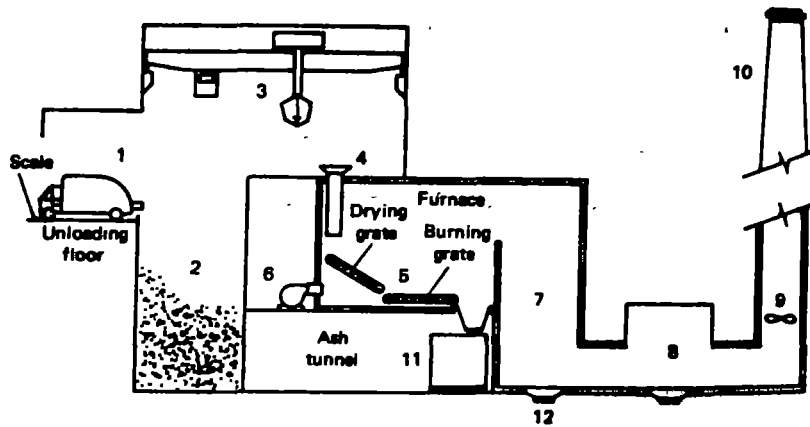 10
3
1
4
Scale
Furnace
Drying
grate
Burning
grate
Unloading
floor
2
6
5
7
9
8
Ash
tunnel
11
12